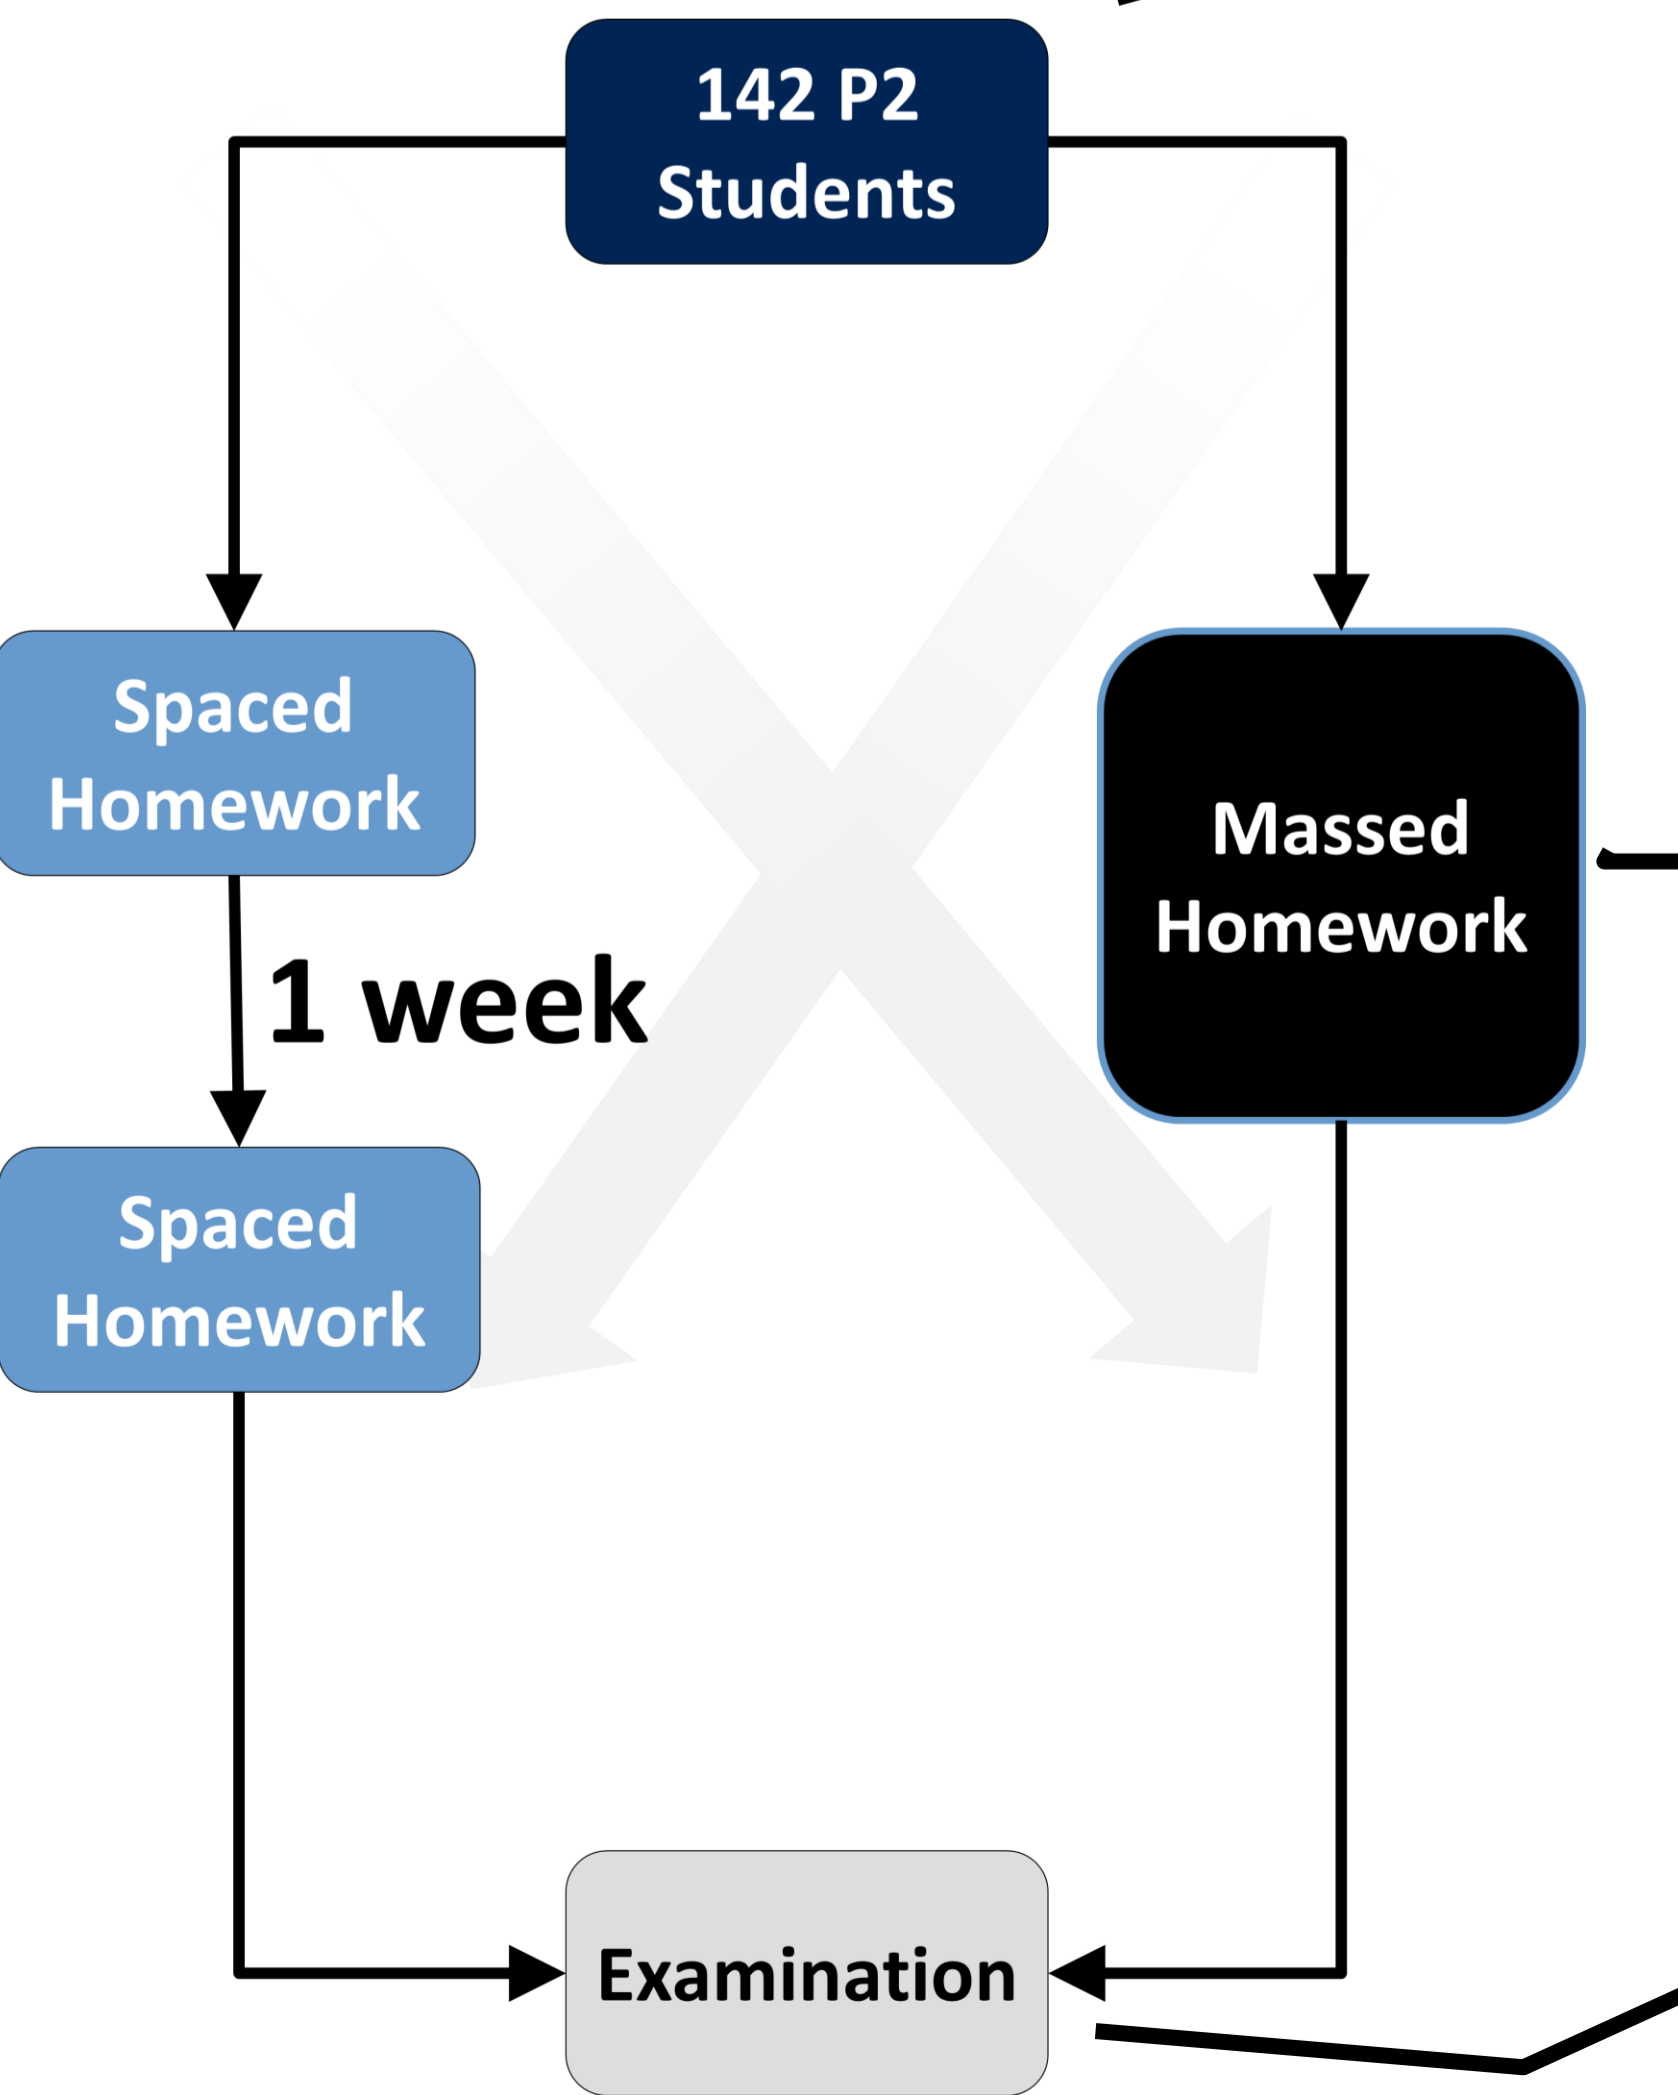 142 P2
Students
Spaced
Homework
Massed
Homework
1 week
Spaced
Homework
Examination